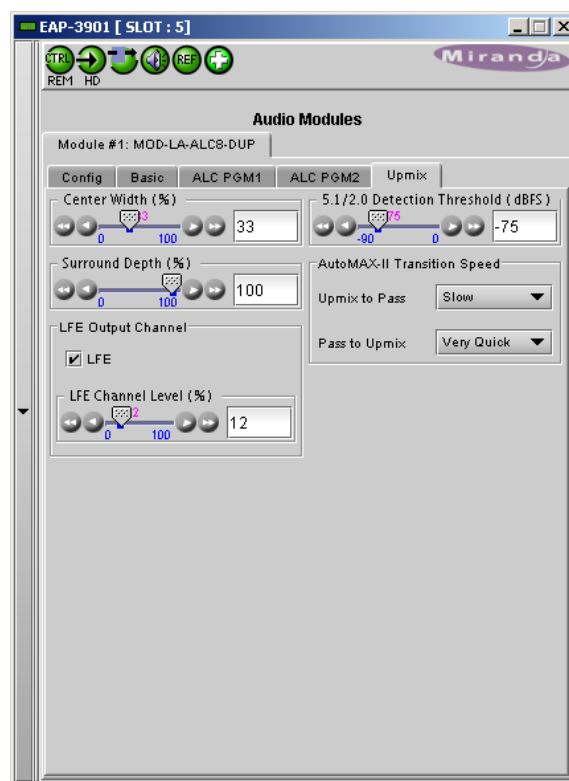 EAP-3901 [ SLOT : 5]
CTRL REF
REM HD
Miranda
Audio Modules
Module #1: MOD-LA-ALC8-DUP
Config Basic ALC PGM1 ALC PGM2 Upmix
Center Width (%)
0 100
33
Surround Depth (%)
0 100
100
LFE Output Channel
LFE
LFE Channel Level (%)
0 100
12
5.1/2.0 Detection Threshold ( dBFS )
75
-90 0
-75
AutoMAX-II Transition Speed
Upmix to Pass Slow
Pass to Upmix Very Quick